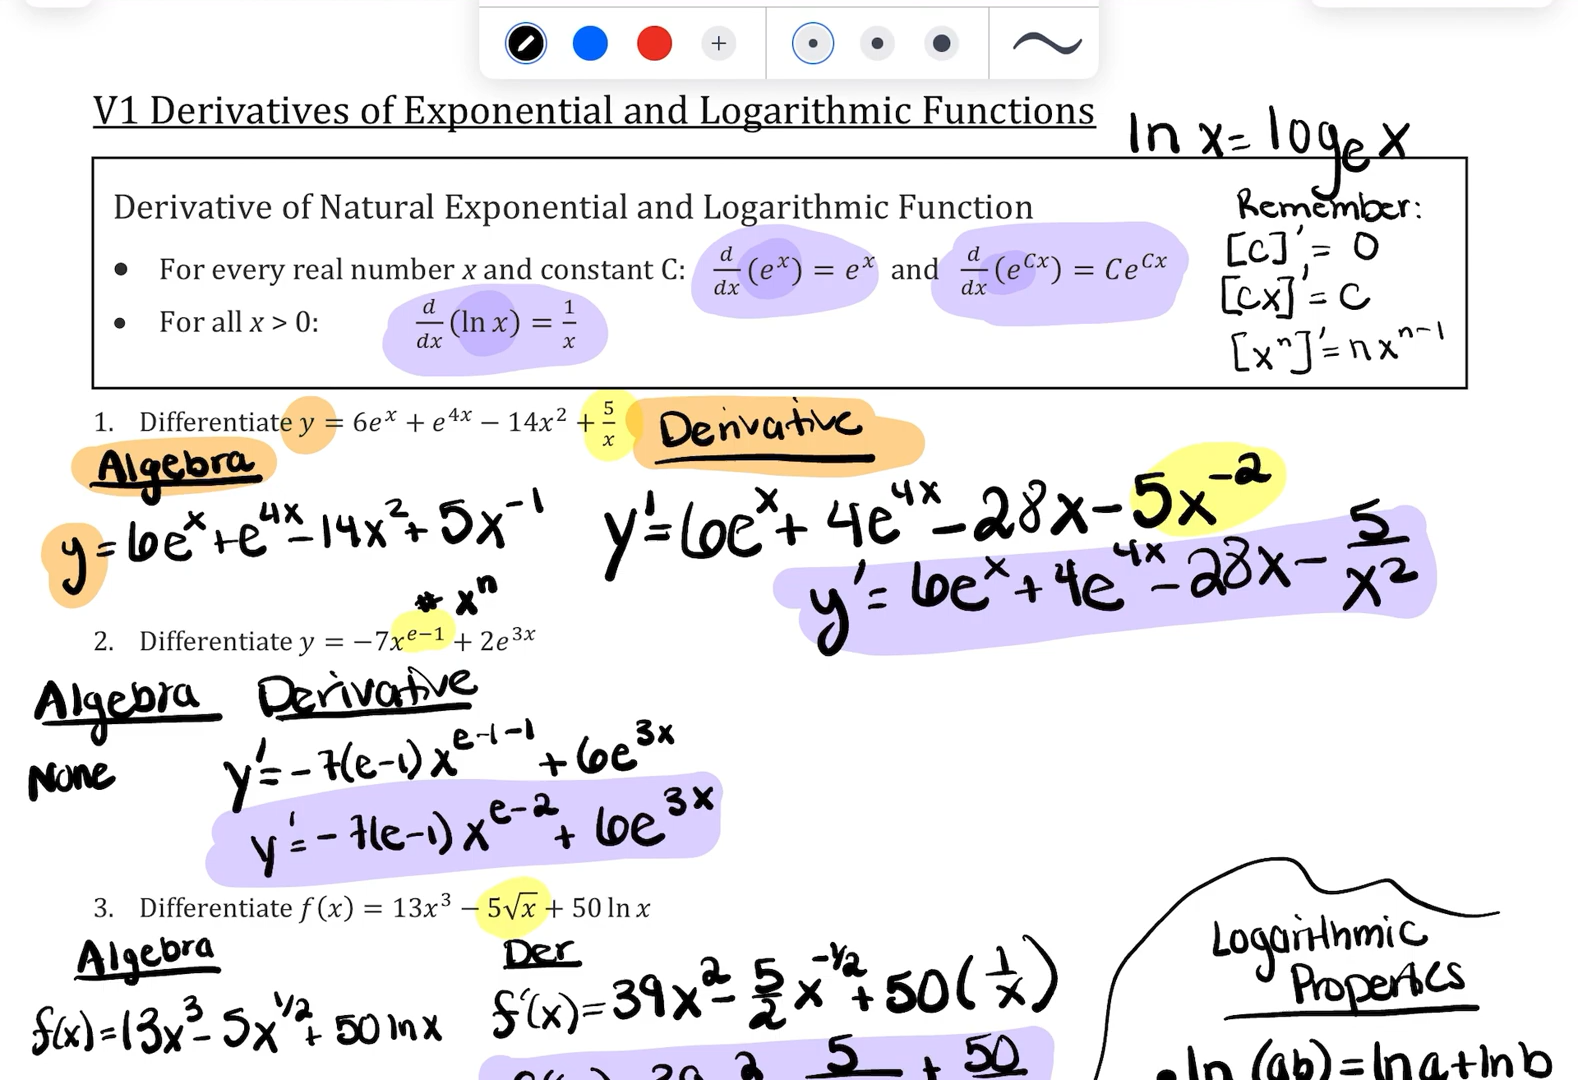 V1 Derivatives of Exponential and Logarithmic Functions
ln x = log_e x
Derivative of Natural Exponential and Logarithmic Function
• For every real number x and constant C: d/dx (e^x) = e^x and d/dx (e^{Cx}) = Ce^{Cx}
• For all x > 0: d/dx (ln x) = 1/x
Remember:
[c]' = 0
[cx]' = c
[x^n]' = nx^{n-1}
1. Differentiate y = 6e^x + e^{4x} − 14x^2 + 5/x
Algebra
y = 6e^x + e^{4x} - 14x^2 + 5x^{-1}
Derivative
y' = 6e^x + 4e^{4x} - 28x - 5x^{-2}
y' = 6e^x + 4e^{4x} - 28x - 5/x^2
* x^n
2. Differentiate y = −7x^{e−1} + 2e^{3x}
Algebra
None
Derivative
y' = -7(e-1)x^{e-1-1} + 6e^{3x}
y' = -7(e-1)x^{e-2} + 6e^{3x}
3. Differentiate f(x) = 13x^3 − 5√x + 50 ln x
Algebra
f(x) = 13x^3 - 5x^{1/2} + 50 ln x
Der
f'(x) = 39x^2 - 5/2 x^{-1/2} + 50(1/x)
Logarithmic
Properties
• ln (ab) = ln a + ln b